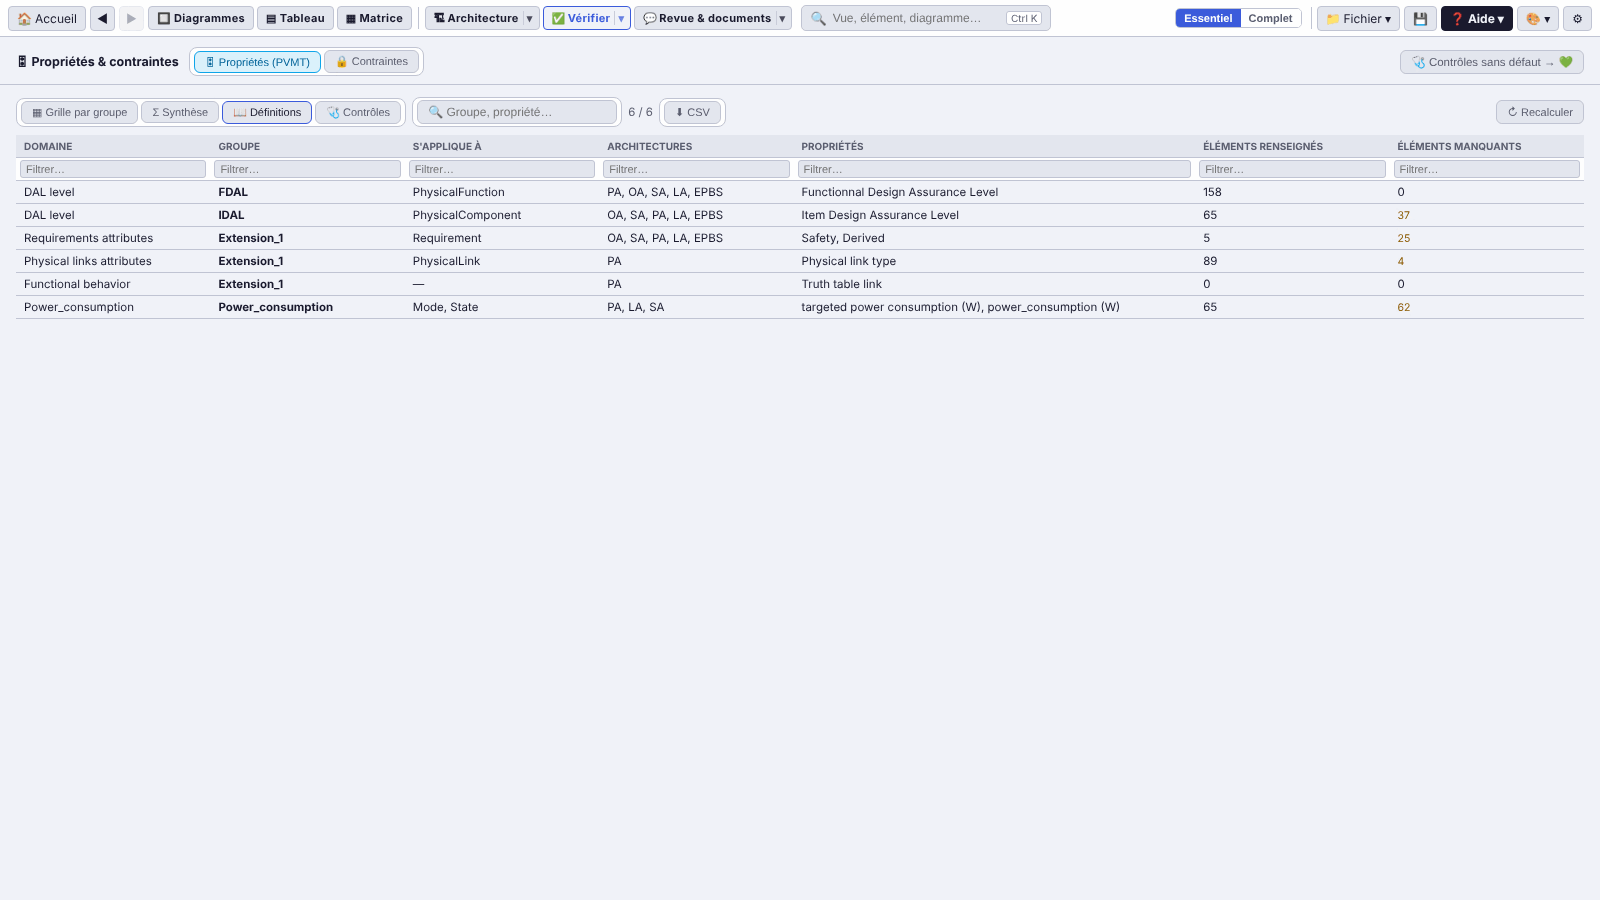 🏠 Accueil ◀ ▶ 🔲 Diagrammes ▤ Tableau ▦ Matrice 🏗 Architecture ▾ ✅ Vérifier ▾ 💬 Revue & documents ▾ 🔍 Vue, élément, diagramme… Ctrl K Essentiel Complet 📁 Fichier ▾ 💾 ❓ Aide ▾ 🎨 ▾ ⚙
🎛 Propriétés & contraintes 🎛 Propriétés (PVMT) 🔒 Contraintes 🩺 Contrôles sans défaut → 💚
▦ Grille par groupe Σ Synthèse 📖 Définitions 🩺 Contrôles 🔍 Groupe, propriété… 6 / 6 ⬇ CSV ↻ Recalculer
DOMAINE GROUPE S'APPLIQUE À ARCHITECTURES PROPRIÉTÉS ÉLÉMENTS RENSEIGNÉS ÉLÉMENTS MANQUANTS
Filtrer… Filtrer… Filtrer… Filtrer… Filtrer… Filtrer… Filtrer…
DAL level FDAL PhysicalFunction PA, OA, SA, LA, EPBS Functionnal Design Assurance Level 158 0
DAL level IDAL PhysicalComponent OA, SA, PA, LA, EPBS Item Design Assurance Level 65 37
Requirements attributes Extension_1 Requirement OA, SA, PA, LA, EPBS Safety, Derived 5 25
Physical links attributes Extension_1 PhysicalLink PA Physical link type 89 4
Functional behavior Extension_1 — PA Truth table link 0 0
Power_consumption Power_consumption Mode, State PA, LA, SA targeted power consumption (W), power_consumption (W) 65 62